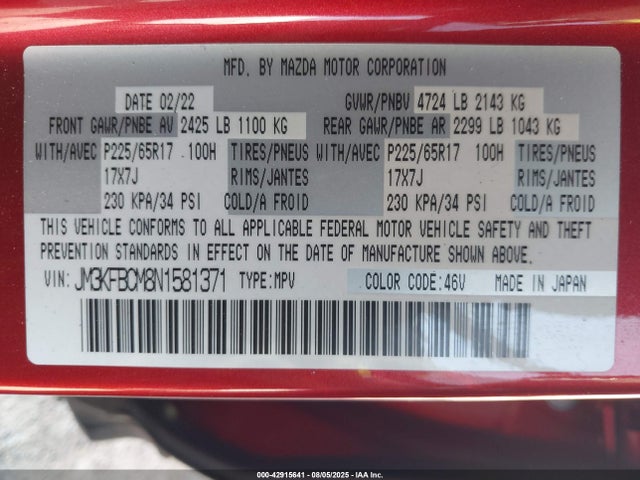 MFD. BY MAZDA MOTOR CORPORATION
DATE 02/22 GVWR/PNBV 4724 LB 2143 KG
FRONT GAWR/PNBE AV 2425 LB 1100 KG REAR GAWR/PNBE AR 2299 LB 1043 KG
WITH/AVEC P225/65R17 100H TIRES/PNEUS WITH/AVEC P225/65R17 100H TIRES/PNEUS
17X7J RIMS/JANTES 17X7J RIMS/JANTES
230 KPA/34 PSI COLD/A FROID 230 KPA/34 PSI COLD/A FROID
THIS VEHICLE CONFORMS TO ALL APPLICABLE FEDERAL MOTOR VEHICLE SAFETY AND THEFT
PREVENTION STANDARDS IN EFFECT ON THE DATE OF MANUFACTURE SHOWN ABOVE.
VIN: JM3KFBCM8N1581371 TYPE:MPV COLOR CODE:46V MADE IN JAPAN
000-42915641 - 08/05/2025 - IAA Inc.